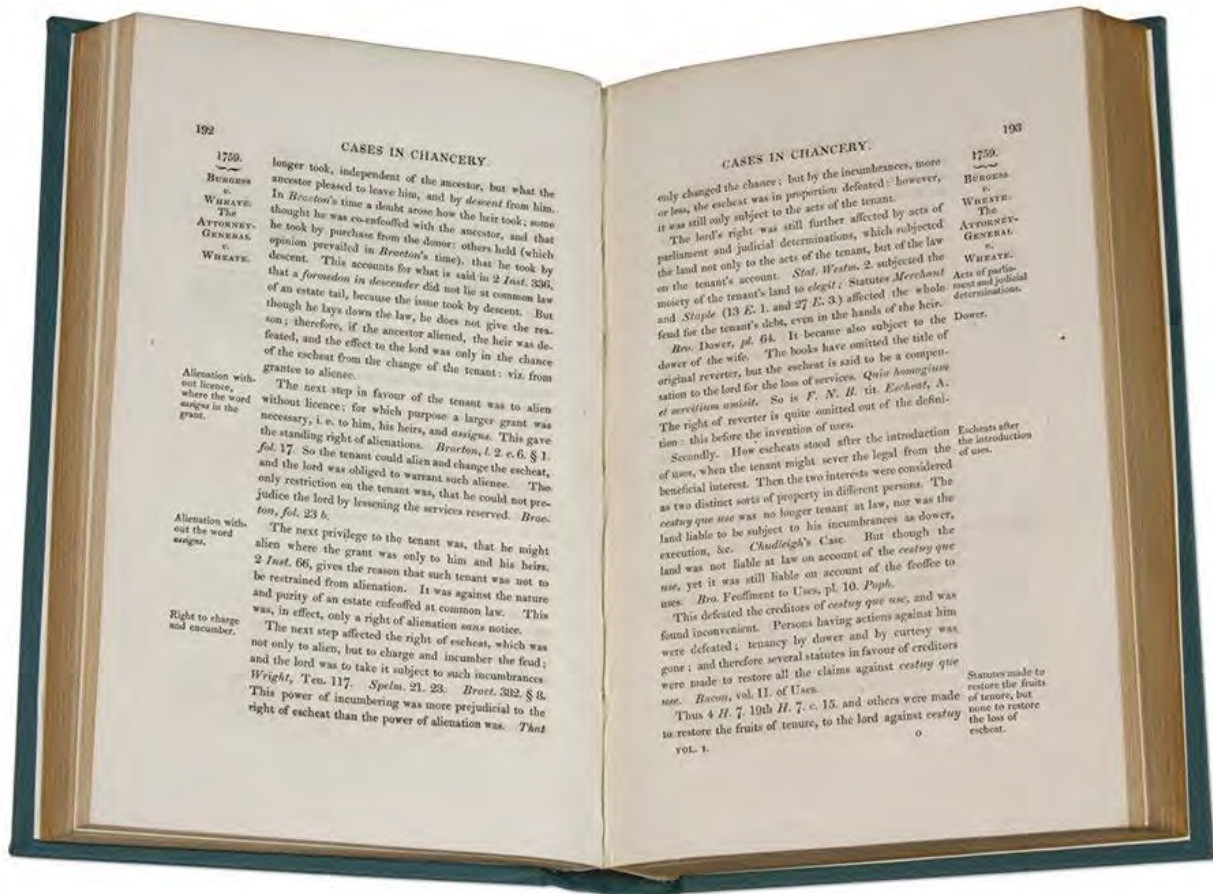 192
CASES IN CHANCERY.
1759.
BURGESS
v.
WHEATE.
The
ATTORNEY-
GENERAL
v.
WHEATE.
longer took, independent of the ancestor, but what the
ancestor pleased to leave him, and by descent from him.
In Bracton's time a doubt arose how the heir took; some
thought he was co-enfeoffed with the ancestor, and that
he took by purchase from the donor: others held (which
opinion prevailed in Bracton's time), that he took by
descent. This accounts for what is said in 2 Inst. 336,
that a formedon in descender did not lie at common law
of an estate tail, because the issue took by descent. But
though he lays down the law, he does not give the rea-
son; therefore, if the ancestor aliened, the heir was de-
feated, and the effect to the lord was only in the chance
of the escheat from the change of the tenant: viz. from
grantee to alienee.
Alienation with-
out licence,
where the word
assigns in the
grant.
The next step in favour of the tenant was to alien
without licence; for which purpose a larger grant was
necessary, i. e. to him, his heirs, and assigns. This gave
the standing right of alienations. Bracton, l. 2. c. 6. § 1.
fol. 17. So the tenant could alien and change the escheat,
and the lord was obliged to warrant such alienee. The
only restriction on the tenant was, that he could not pre-
judice the lord by lessening the services reserved. Brac-
ton, fol. 23 b.
Alienation with-
out the word
assigns.
The next privilege to the tenant was, that he might
alien where the grant was only to him and his heirs.
2 Inst. 66, gives the reason that such tenant was not to
be restrained from alienation. It was against the nature
and purity of an estate enfeoffed at common law. This
was, in effect, only a right of alienation sans notice.
Right to charge
and encumber.
The next step affected the right of escheat, which was
not only to alien, but to charge and incumber the feud;
and the lord was to take it subject to such incumbrances
Wright, Ten. 117. Spelm. 21. 23. Bract. 382. § 8.
This power of incumbering was more prejudicial to the
right of escheat than the power of alienation was. That
193
CASES IN CHANCERY.
1759.
BURGESS
v.
WHEATE.
The
ATTORNEY-
GENERAL
v.
WHEATE.
only changed the chance; but by the incumbrances, more
or less, the escheat was in proportion defeated: however,
it was still only subject to the acts of the tenant.
The lord's right was still further affected by acts of
parliament and judicial determinations, which subjected
the land not only to the acts of the tenant, but of the law
on the tenant's account. Stat. Westm. 2. subjected the
moiety of the tenant's land to elegit; Statutes Merchant
and Staple (13 E. 1. and 27 E. 3.) affected the whole
feud for the tenant's debt, even in the hands of the heir.
Acts of parlia-
ment and judicial
determinations.
Bro. Dower, pl. 64. It became also subject to the
dower of the wife. The books have omitted the title of
original reverter, but the escheat is said to be a compen-
sation to the lord for the loss of services. Quia homagium
et servitium amisit. So is F. N. B. tit. Escheat, A.
The right of reverter is quite omitted out of the defini-
tion: this before the invention of uses.
Dower.
Secondly. How escheats stood after the introduction
of uses, when the tenant might sever the legal from the
beneficial interest. Then the two interests were considered
as two distinct sorts of property in different persons. The
cestuy que use was no longer tenant at law, nor was the
land liable to be subject to his incumbrances as dower,
execution, &c. Chudleigh's Case. But though the
land was not liable at law on account of the cestuy que
use, yet it was still liable on account of the feoffee to
uses. Bro. Feoffment to Uses, pl. 10. Poph.
Escheats after
the introduction
of uses.
This defeated the creditors of cestuy que use, and was
found inconvenient. Persons having actions against him
were defeated; tenancy by dower and by curtesy was
gone; and therefore several statutes in favour of creditors
were made to restore all the claims against cestuy que
use. Bacon, vol. II. of Uses.
Thus 4 H. 7. 19th H. 7. c. 15. and others were made
to restore the fruits of tenure, to the lord against cestuy
Statutes made to
restore the fruits
of tenure, but
none to restore
the loss of
escheat.
VOL. I.
O